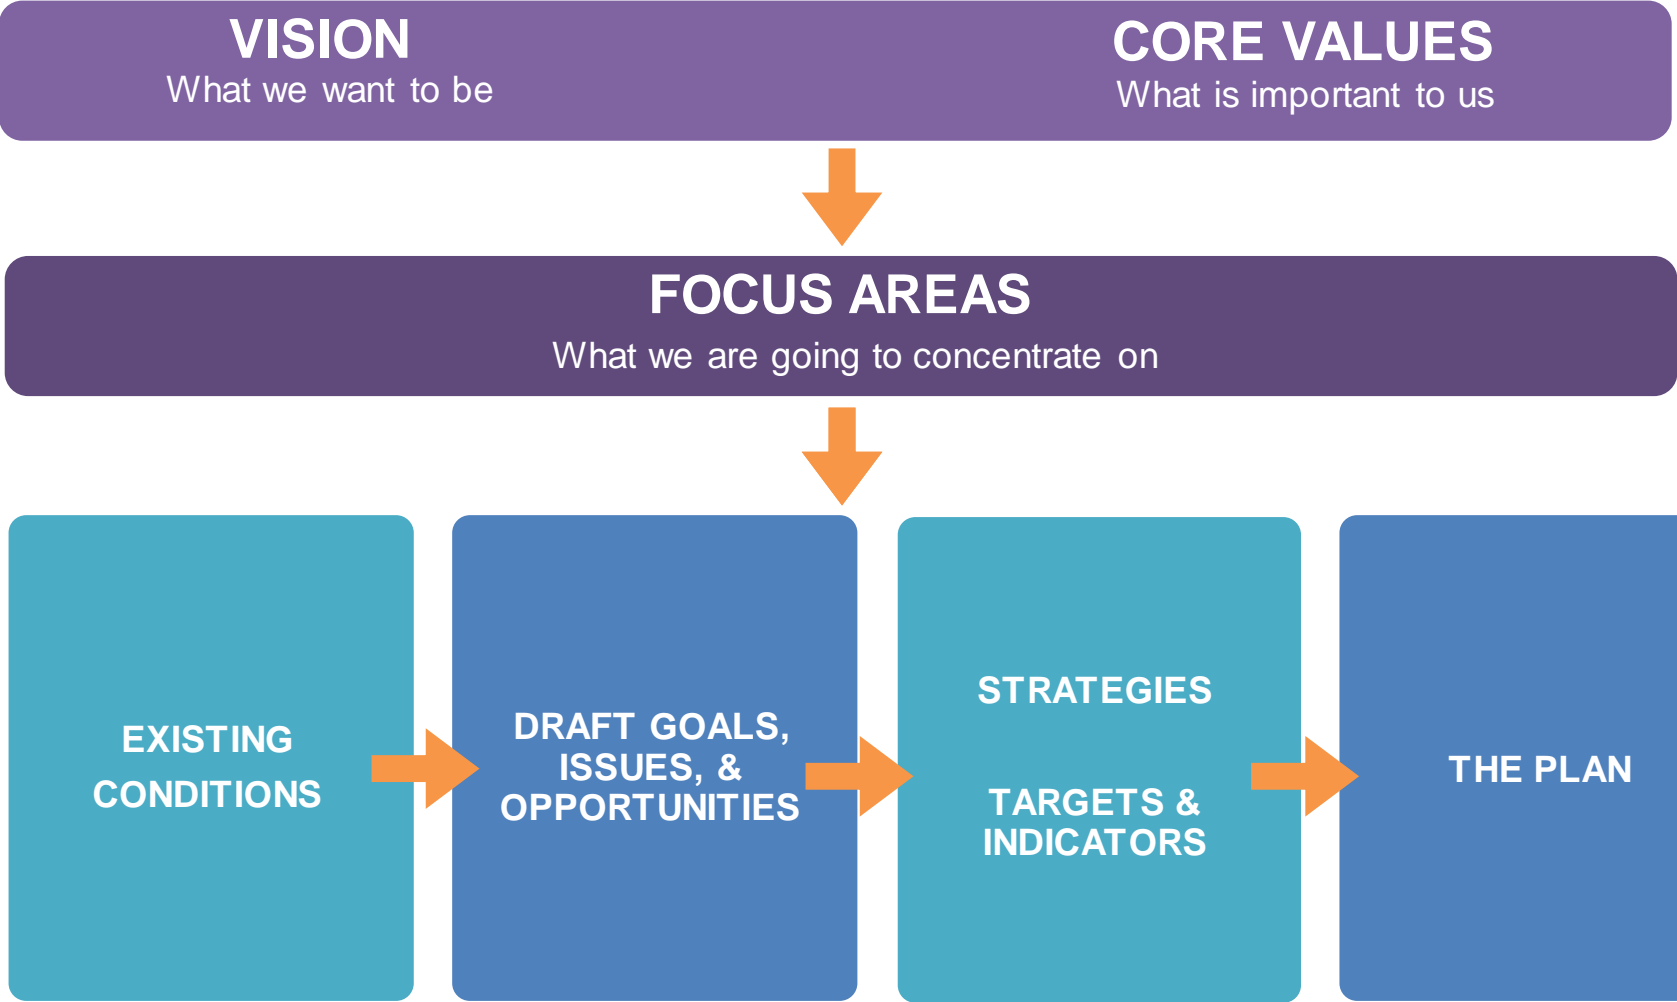 VISION
What we want to be
CORE VALUES
What is important to us
FOCUS AREAS
What we are going to concentrate on
EXISTING
CONDITIONS
DRAFT GOALS,
ISSUES, &
OPPORTUNITIES
STRATEGIES
TARGETS &
INDICATORS
THE PLAN